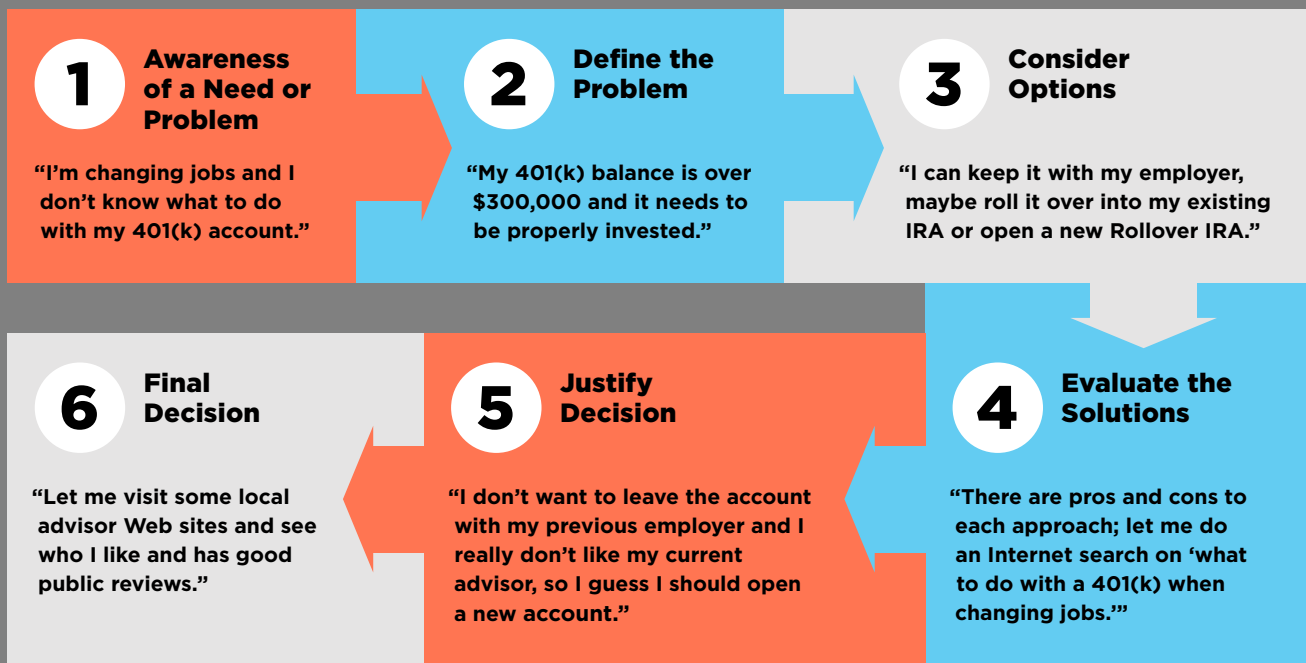 1
Awareness
of a Need or
Problem
“I’m changing jobs and I
don’t know what to do
with my 401(k) account.”
2
Define the
Problem
“My 401(k) balance is over
$300,000 and it needs to
be properly invested.”
3
Consider
Options
“I can keep it with my employer,
maybe roll it over into my existing
IRA or open a new Rollover IRA.”
4
Evaluate the
Solutions
“There are pros and cons to
each approach; let me do
an Internet search on ‘what
to do with a 401(k) when
changing jobs.’”
5
Justify
Decision
“I don’t want to leave the account
with my previous employer and I
really don’t like my current
advisor, so I guess I should open
a new account.”
6
Final
Decision
“Let me visit some local
advisor Web sites and see
who I like and has good
public reviews.”